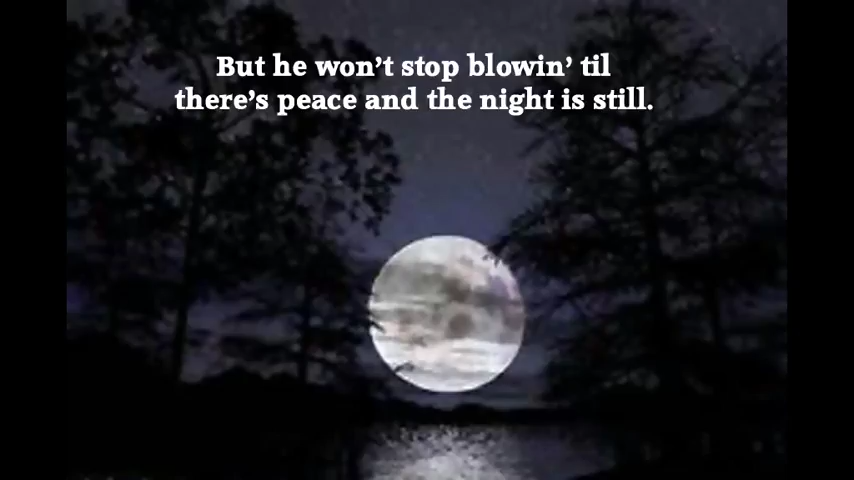 But he won’t stop blowin’ til
there’s peace and the night is still.